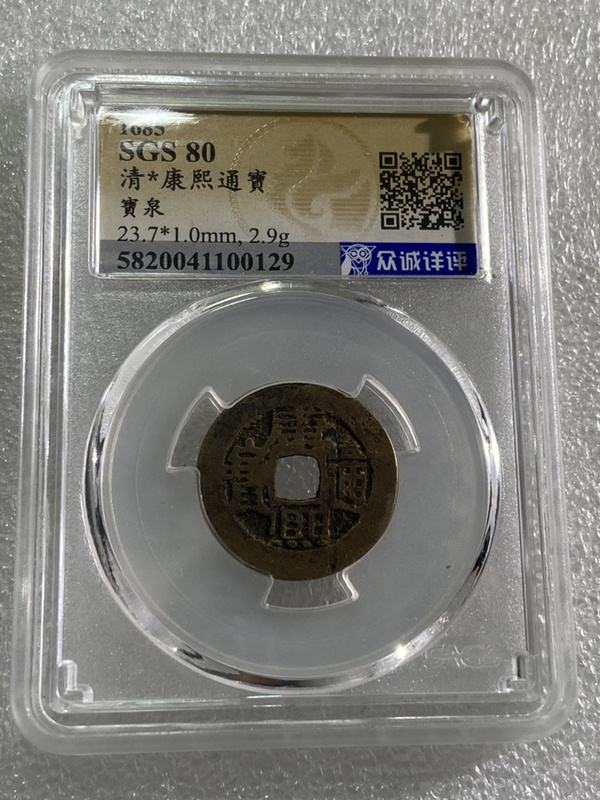 1685
SGS 80
清*康熙通寶
寶泉
23.7*1.0mm, 2.9g
5820041100129
众诚详评
康熙通寶